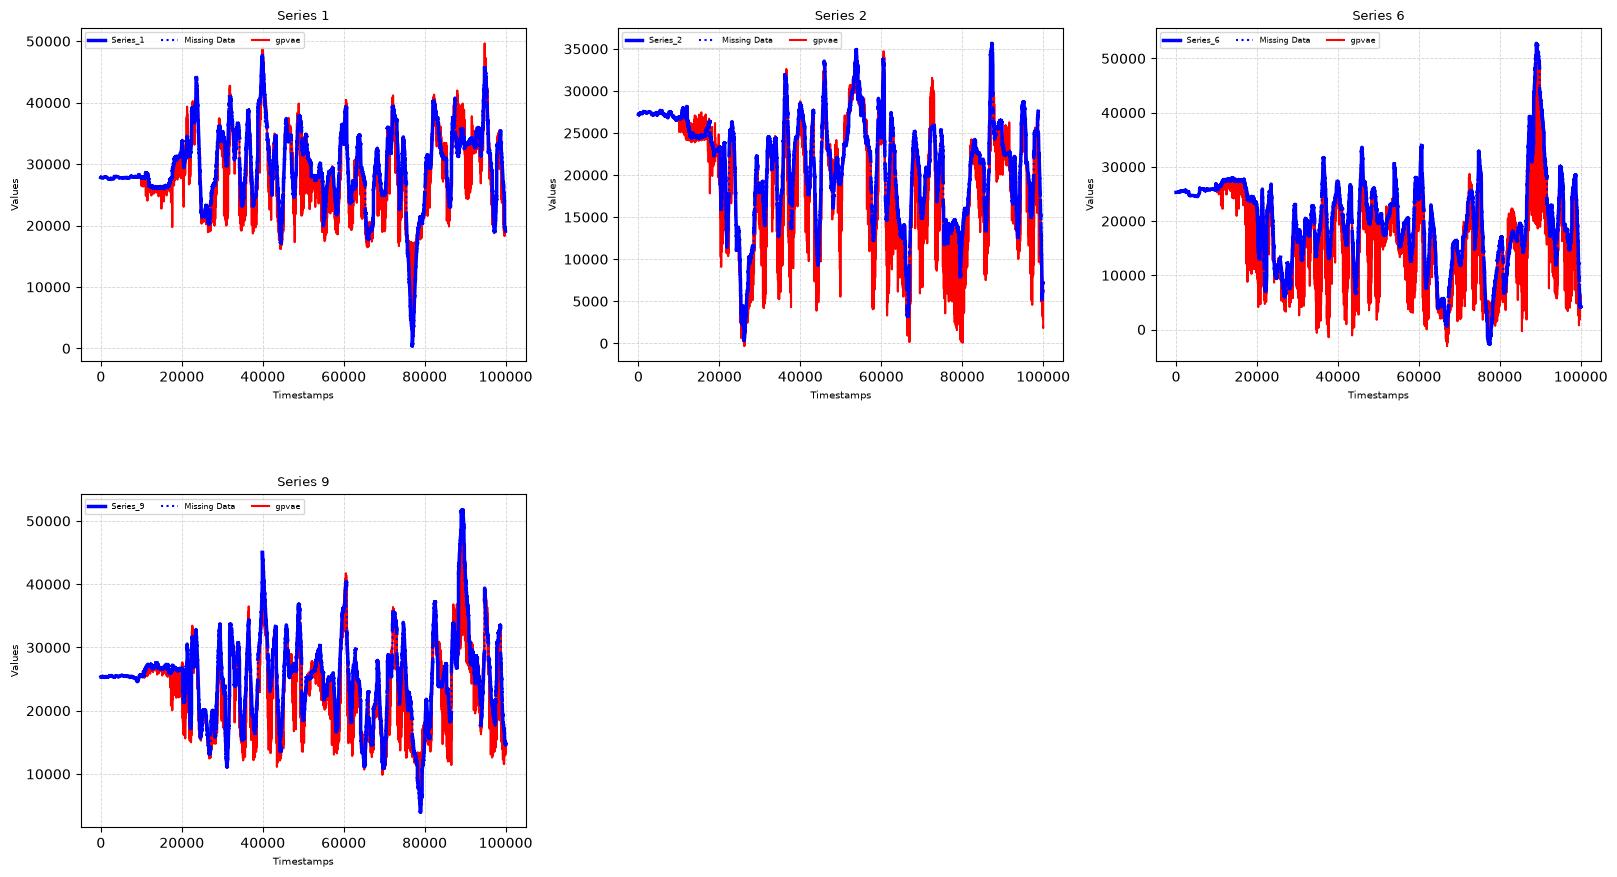 Series 1
Series_1 Missing Data gpvae
50000
40000
30000
20000
10000
0
Values
0 20000 40000 60000 80000 100000
Timestamps
Series 2
Series_2 Missing Data gpvae
35000
30000
25000
20000
15000
10000
5000
0
Values
0 20000 40000 60000 80000 100000
Timestamps
Series 6
Series_6 Missing Data gpvae
50000
40000
30000
20000
10000
0
Values
0 20000 40000 60000 80000 100000
Timestamps
Series 9
Series_9 Missing Data gpvae
50000
40000
30000
20000
10000
Values
0 20000 40000 60000 80000 100000
Timestamps